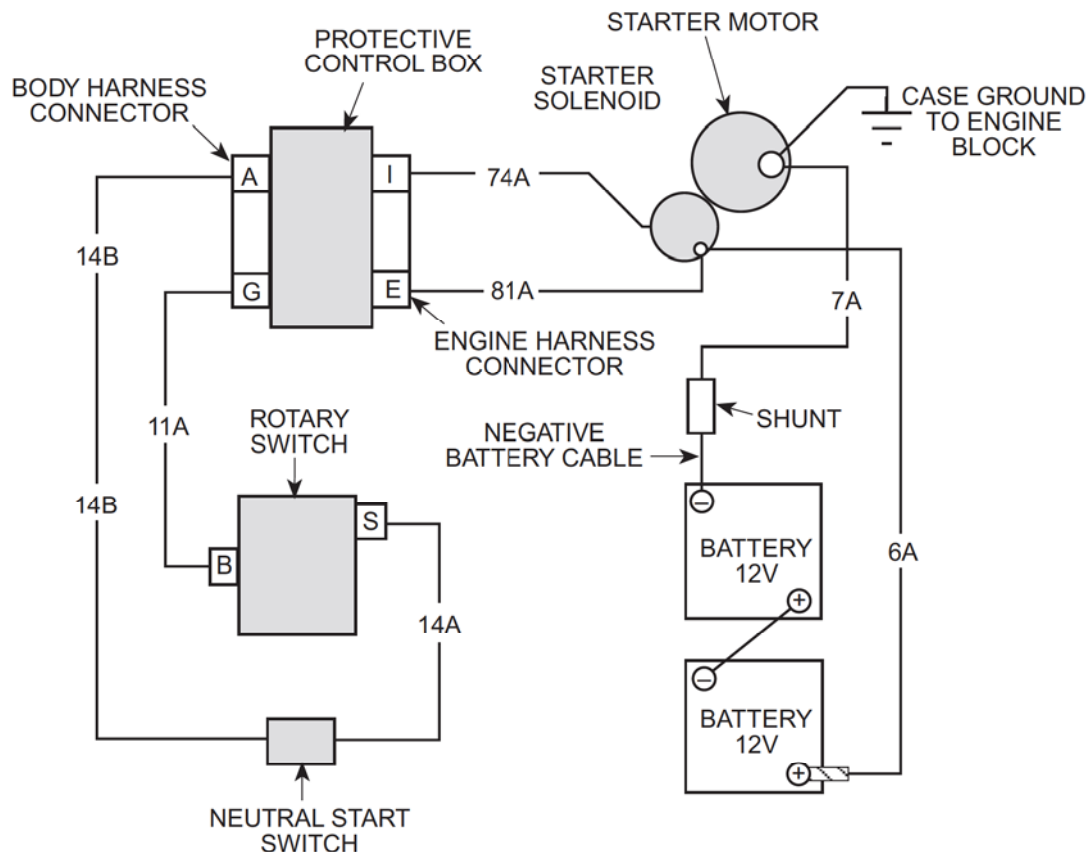 STARTER MOTOR
PROTECTIVE
CONTROL BOX
STARTER
SOLENOID
BODY HARNESS
CONNECTOR
CASE GROUND
TO ENGINE
BLOCK
A
I
74A
14B
G
E
81A
7A
ENGINE HARNESS
CONNECTOR
11A
ROTARY
SWITCH
SHUNT
NEGATIVE
BATTERY CABLE
14B
S
B
−
BATTERY
12V
+
6A
14A
−
BATTERY
12V
+
NEUTRAL START
SWITCH